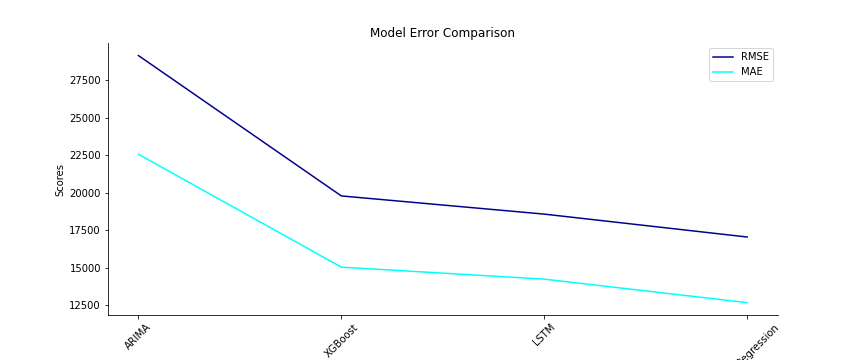 Model Error Comparison
RMSE
MAE
Scores
27500
25000
22500
20000
17500
15000
12500
ARIMA
XGBoost
LSTM